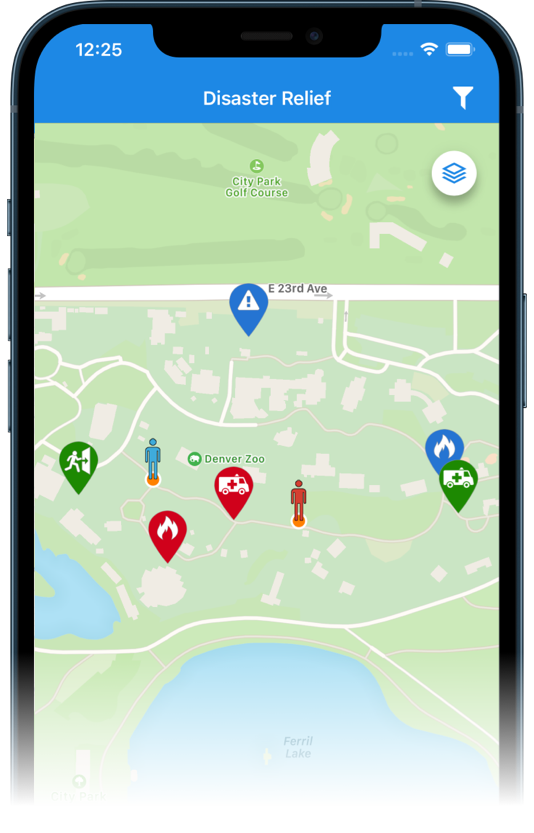 12:25
Disaster Relief
City Park
Golf Course
E 23rd Ave
Denver Zoo
Ferril
Lake
City Park